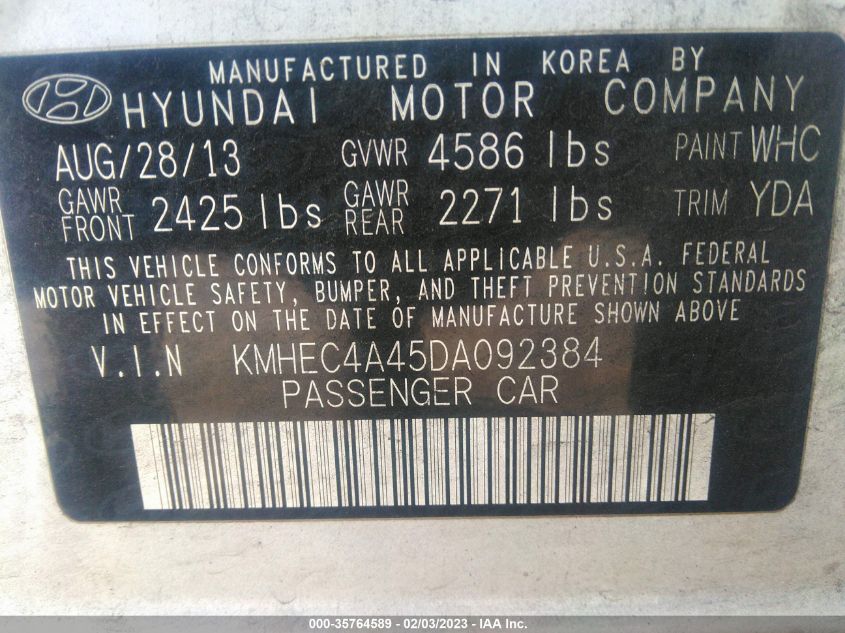 MANUFACTURED IN KOREA BY
HYUNDAI MOTOR COMPANY
AUG/28/13 GVWR 4586 lbs PAINT WHC
GAWR FRONT 2425 lbs GAWR REAR 2271 lbs TRIM YDA
THIS VEHICLE CONFORMS TO ALL APPLICABLE U.S.A. FEDERAL
MOTOR VEHICLE SAFETY, BUMPER, AND THEFT PREVENTION STANDARDS
IN EFFECT ON THE DATE OF MANUFACTURE SHOWN ABOVE
V.I.N KMHEC4A45DA092384
PASSENGER CAR
000-35764589 - 02/03/2023 - IAA Inc.